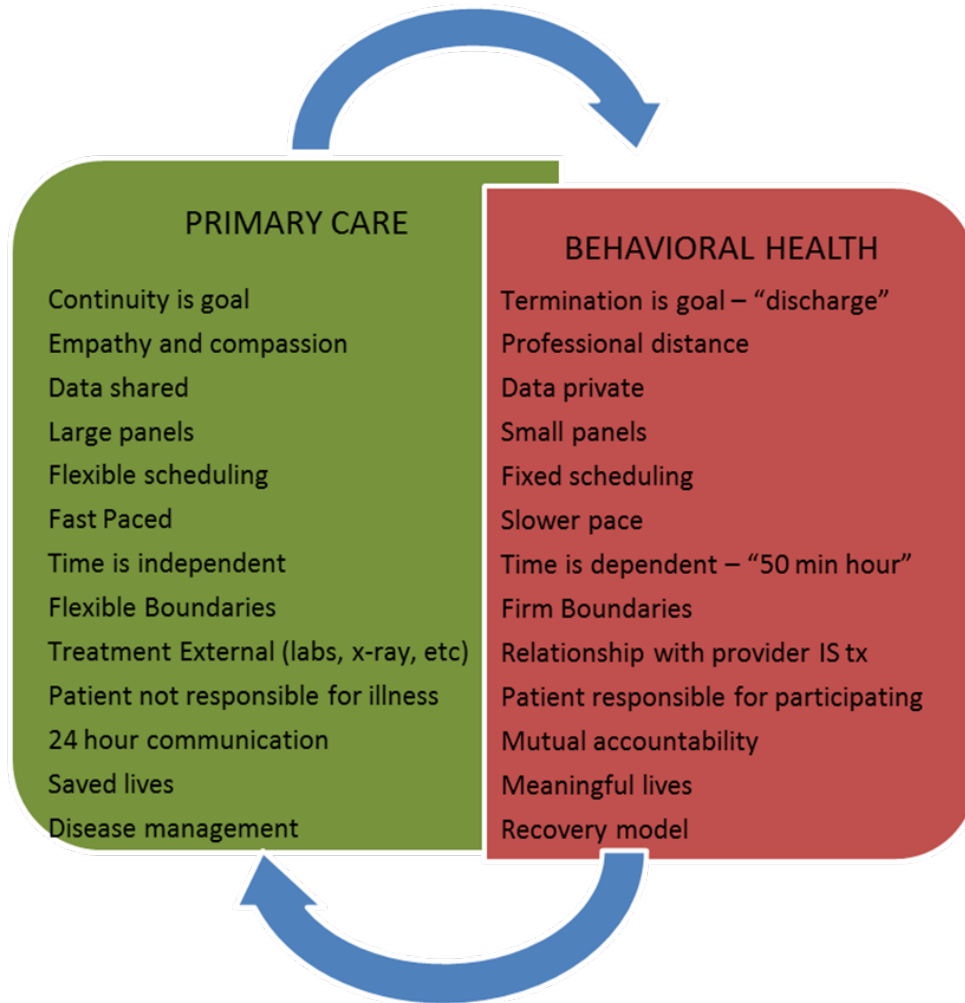 PRIMARY CARE
Continuity is goal
Empathy and compassion
Data shared
Large panels
Flexible scheduling
Fast Paced
Time is independent
Flexible Boundaries
Treatment External (labs, x-ray, etc)
Patient not responsible for illness
24 hour communication
Saved lives
Disease management
BEHAVIORAL HEALTH
Termination is goal – “discharge”
Professional distance
Data private
Small panels
Fixed scheduling
Slower pace
Time is dependent – “50 min hour”
Firm Boundaries
Relationship with provider IS tx
Patient responsible for participating
Mutual accountability
Meaningful lives
Recovery model